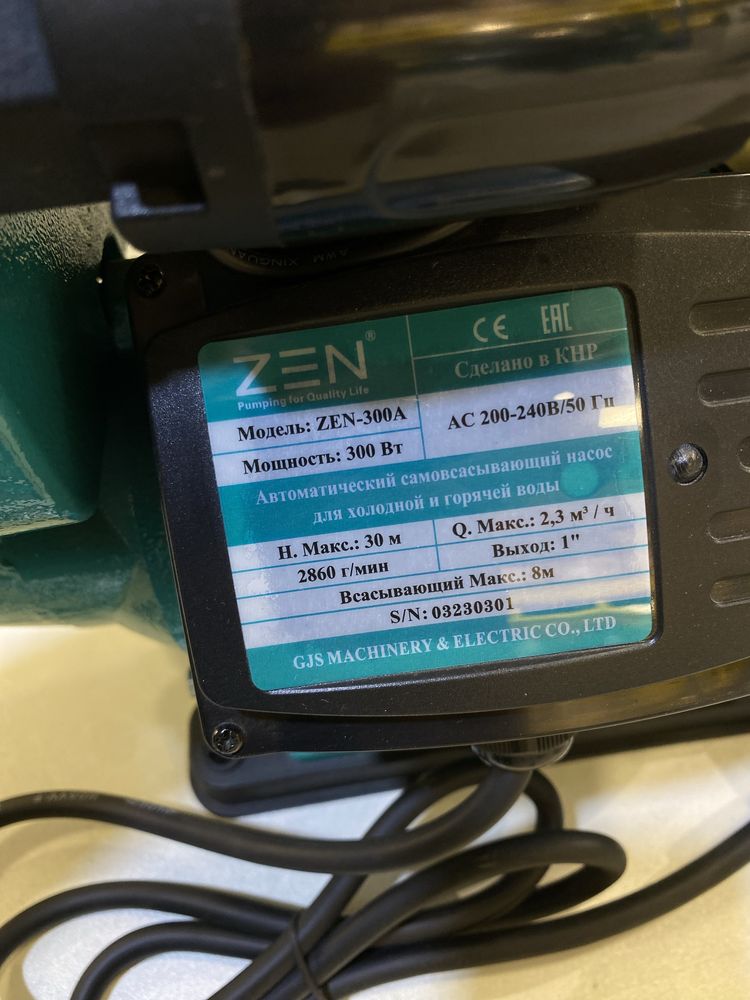 AWM XINGUAN
ZEN®
Pumping for Quality Life
CE EAC
Сделано в КНР
Модель: ZEN-300A
AC 200-240В/50 Гц
Мощность: 300 Вт
Автоматический самовсасывающий насос
для холодной и горячей воды
H. Макс.: 30 м
Q. Макс.: 2,3 м³ / ч
2860 г/мин
Выход: 1"
Всасывающий Макс.: 8м
S/N: 03230301
GJS MACHINERY & ELECTRIC CO., LTD